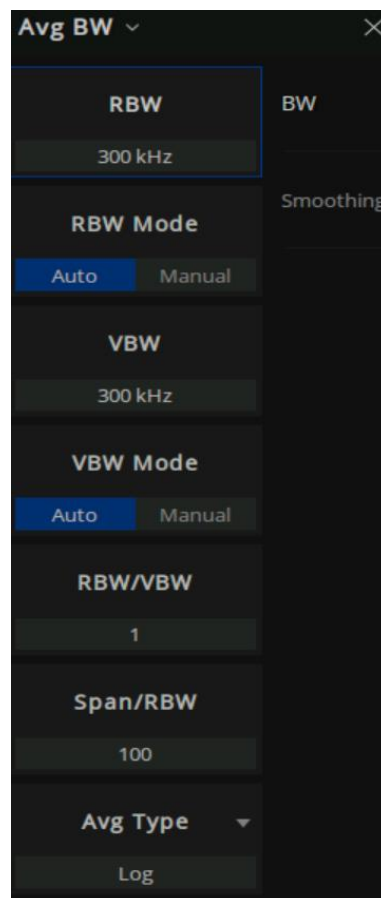 Avg BW
RBW
300 kHz
BW
RBW Mode
Auto Manual
Smoothing
VBW
300 kHz
VBW Mode
Auto Manual
RBW/VBW
1
Span/RBW
100
Avg Type
Log